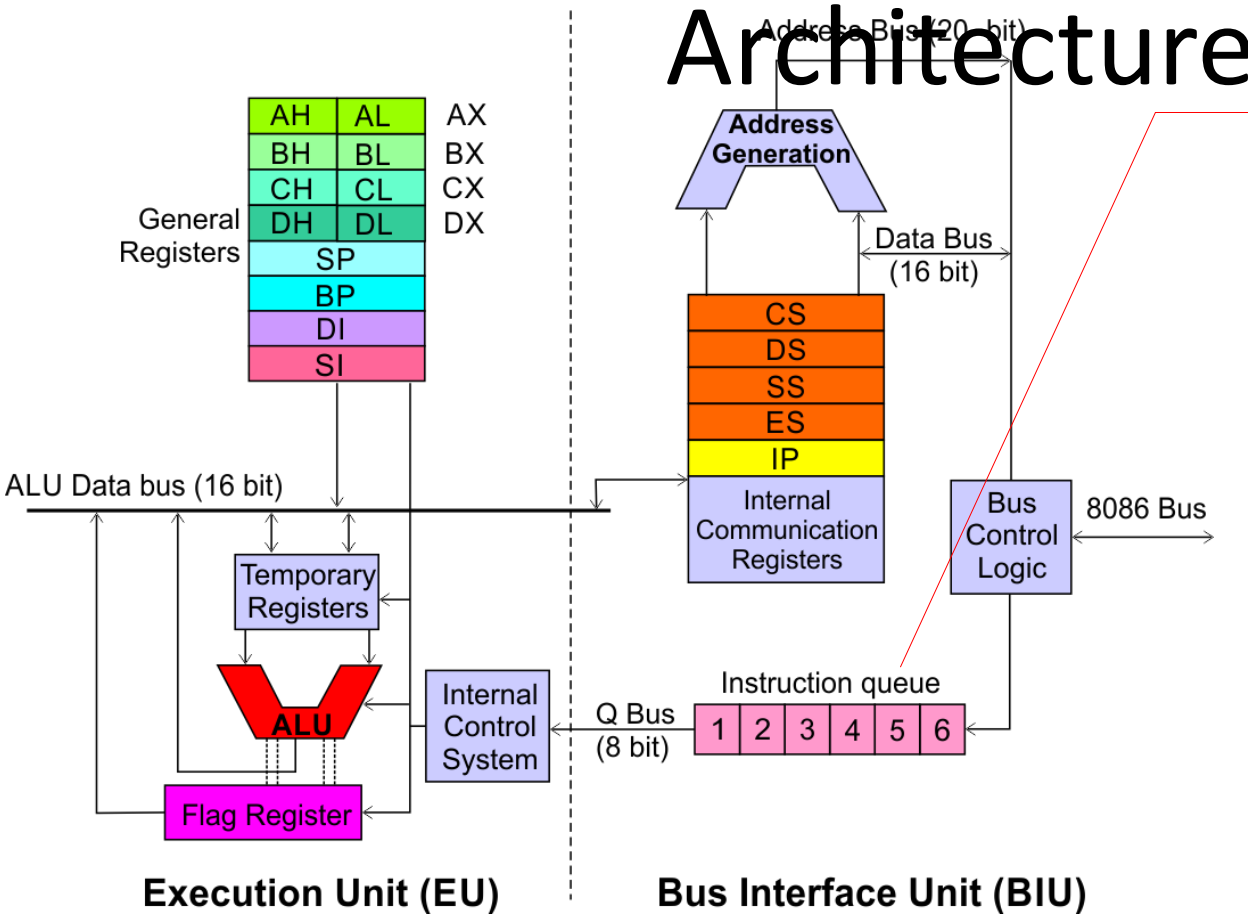 Architecture
Address Bus (20- bit)
AH AL AX
BH BL BX
CH CL CX
DH DL DX
General
Registers
SP
BP
DI
SI
Address
Generation
Data Bus
(16 bit)
CS
DS
SS
ES
IP
Internal
Communication
Registers
ALU Data bus (16 bit)
Bus
Control
Logic
8086 Bus
Temporary
Registers
ALU
Internal
Control
System
Flag Register
Q Bus
(8 bit)
Instruction queue
1 2 3 4 5 6
Execution Unit (EU)
Bus Interface Unit (BIU)